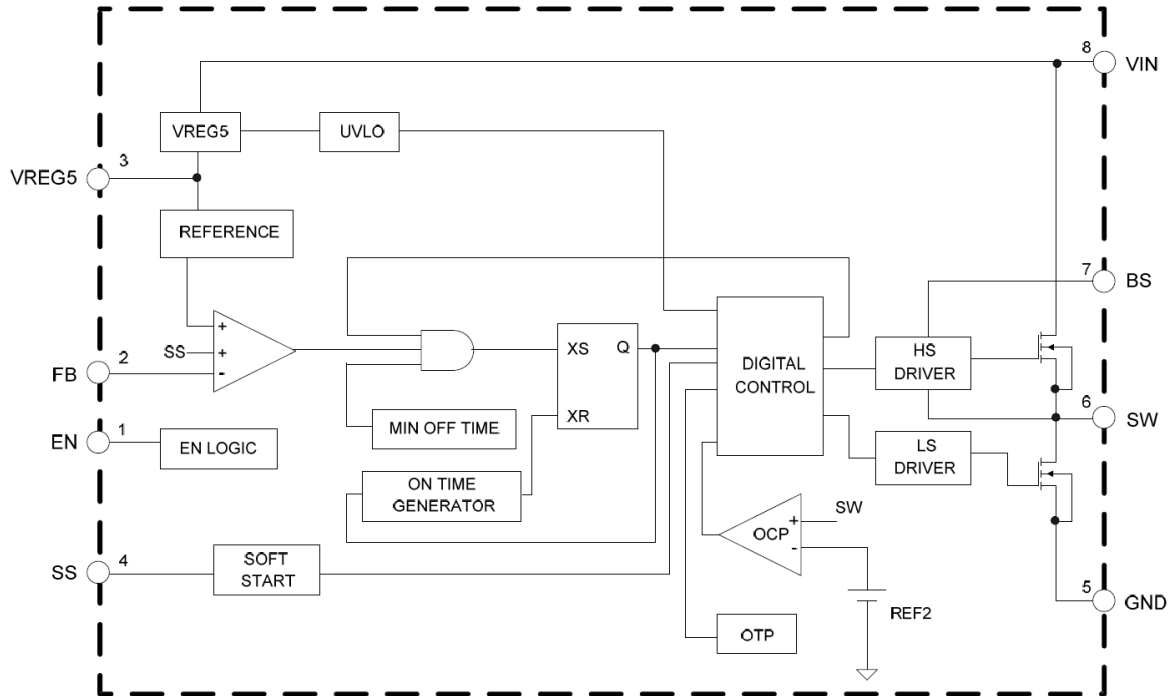 8
VIN
VREG5
UVLO
3
VREG5
REFERENCE
7
BS
+
SS
+
-
2
FB
XS
Q
XR
DIGITAL
CONTROL
HS
DRIVER
6
SW
MIN OFF TIME
1
EN
EN LOGIC
LS
DRIVER
ON TIME
GENERATOR
OCP
+
-
SW
4
SS
SOFT
START
5
GND
REF2
OTP